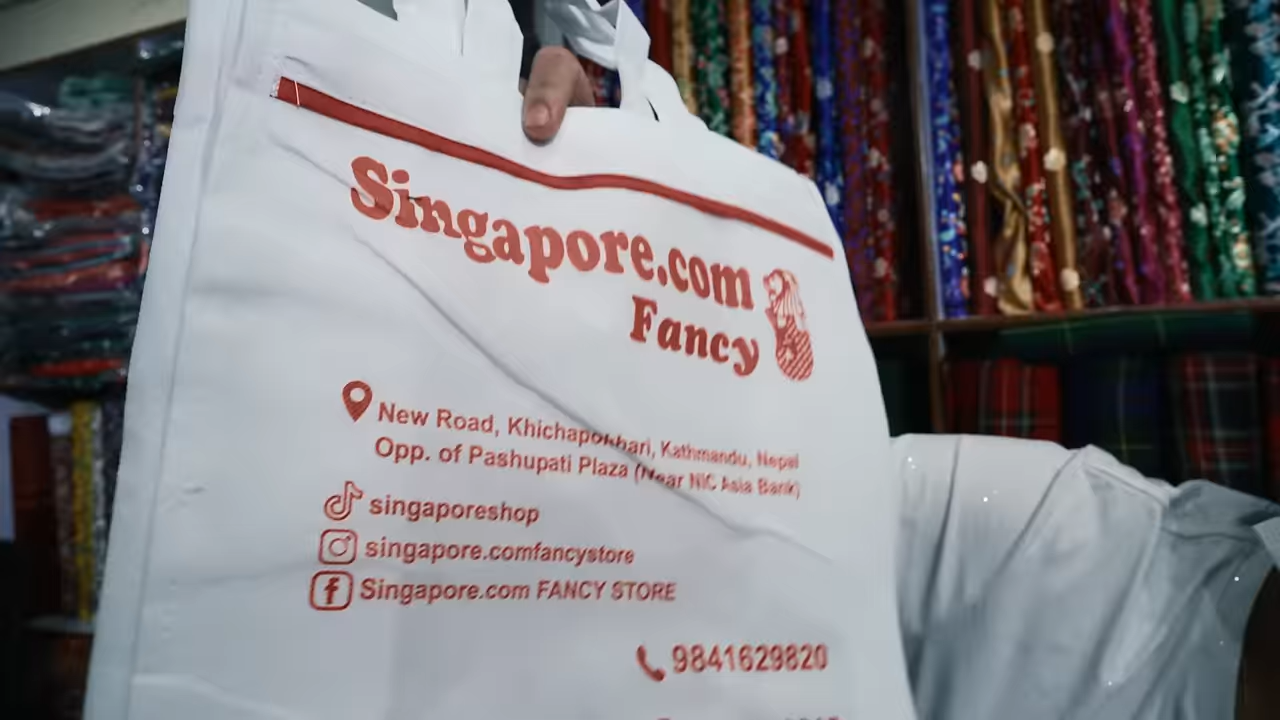 Singapore.com
Fancy
New Road, Khichapokhari, Kathmandu, Nepal
Opp. of Pashupati Plaza (Near NIC Asia Bank)
singaporeshop
singapore.comfancystore
Singapore.com FANCY STORE
9841629820